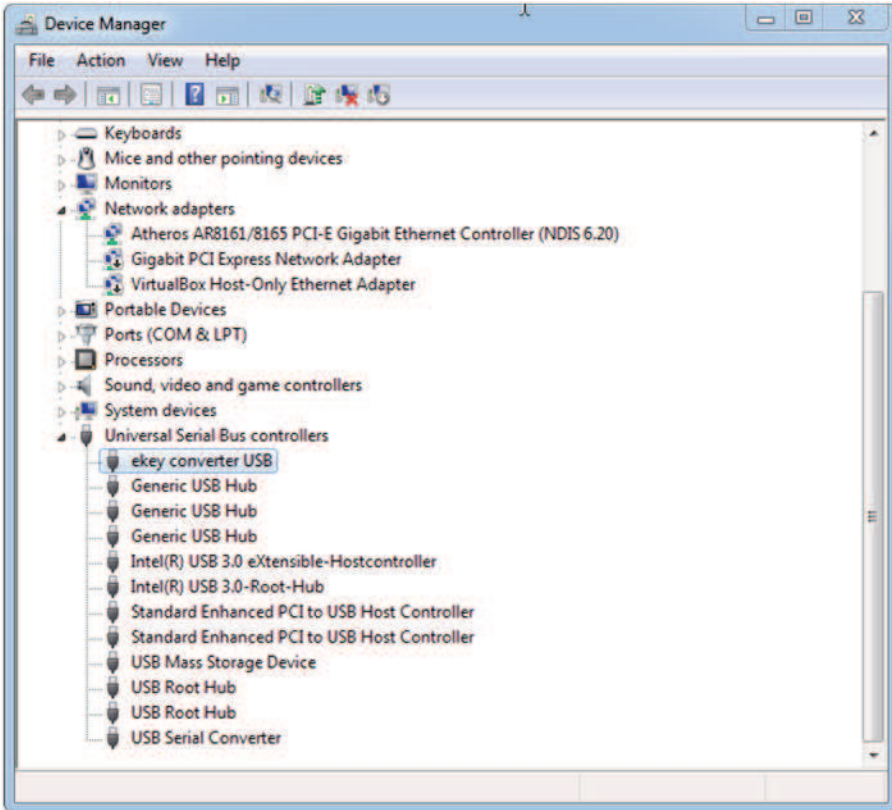 Device Manager
File Action View Help
Keyboards
Mice and other pointing devices
Monitors
Network adapters
Atheros AR8161/8165 PCI-E Gigabit Ethernet Controller (NDIS 6.20)
Gigabit PCI Express Network Adapter
VirtualBox Host-Only Ethernet Adapter
Portable Devices
Ports (COM & LPT)
Processors
Sound, video and game controllers
System devices
Universal Serial Bus controllers
ekey converter USB
Generic USB Hub
Generic USB Hub
Generic USB Hub
Intel(R) USB 3.0 eXtensible-Hostcontroller
Intel(R) USB 3.0-Root-Hub
Standard Enhanced PCI to USB Host Controller
Standard Enhanced PCI to USB Host Controller
USB Mass Storage Device
USB Root Hub
USB Root Hub
USB Serial Converter